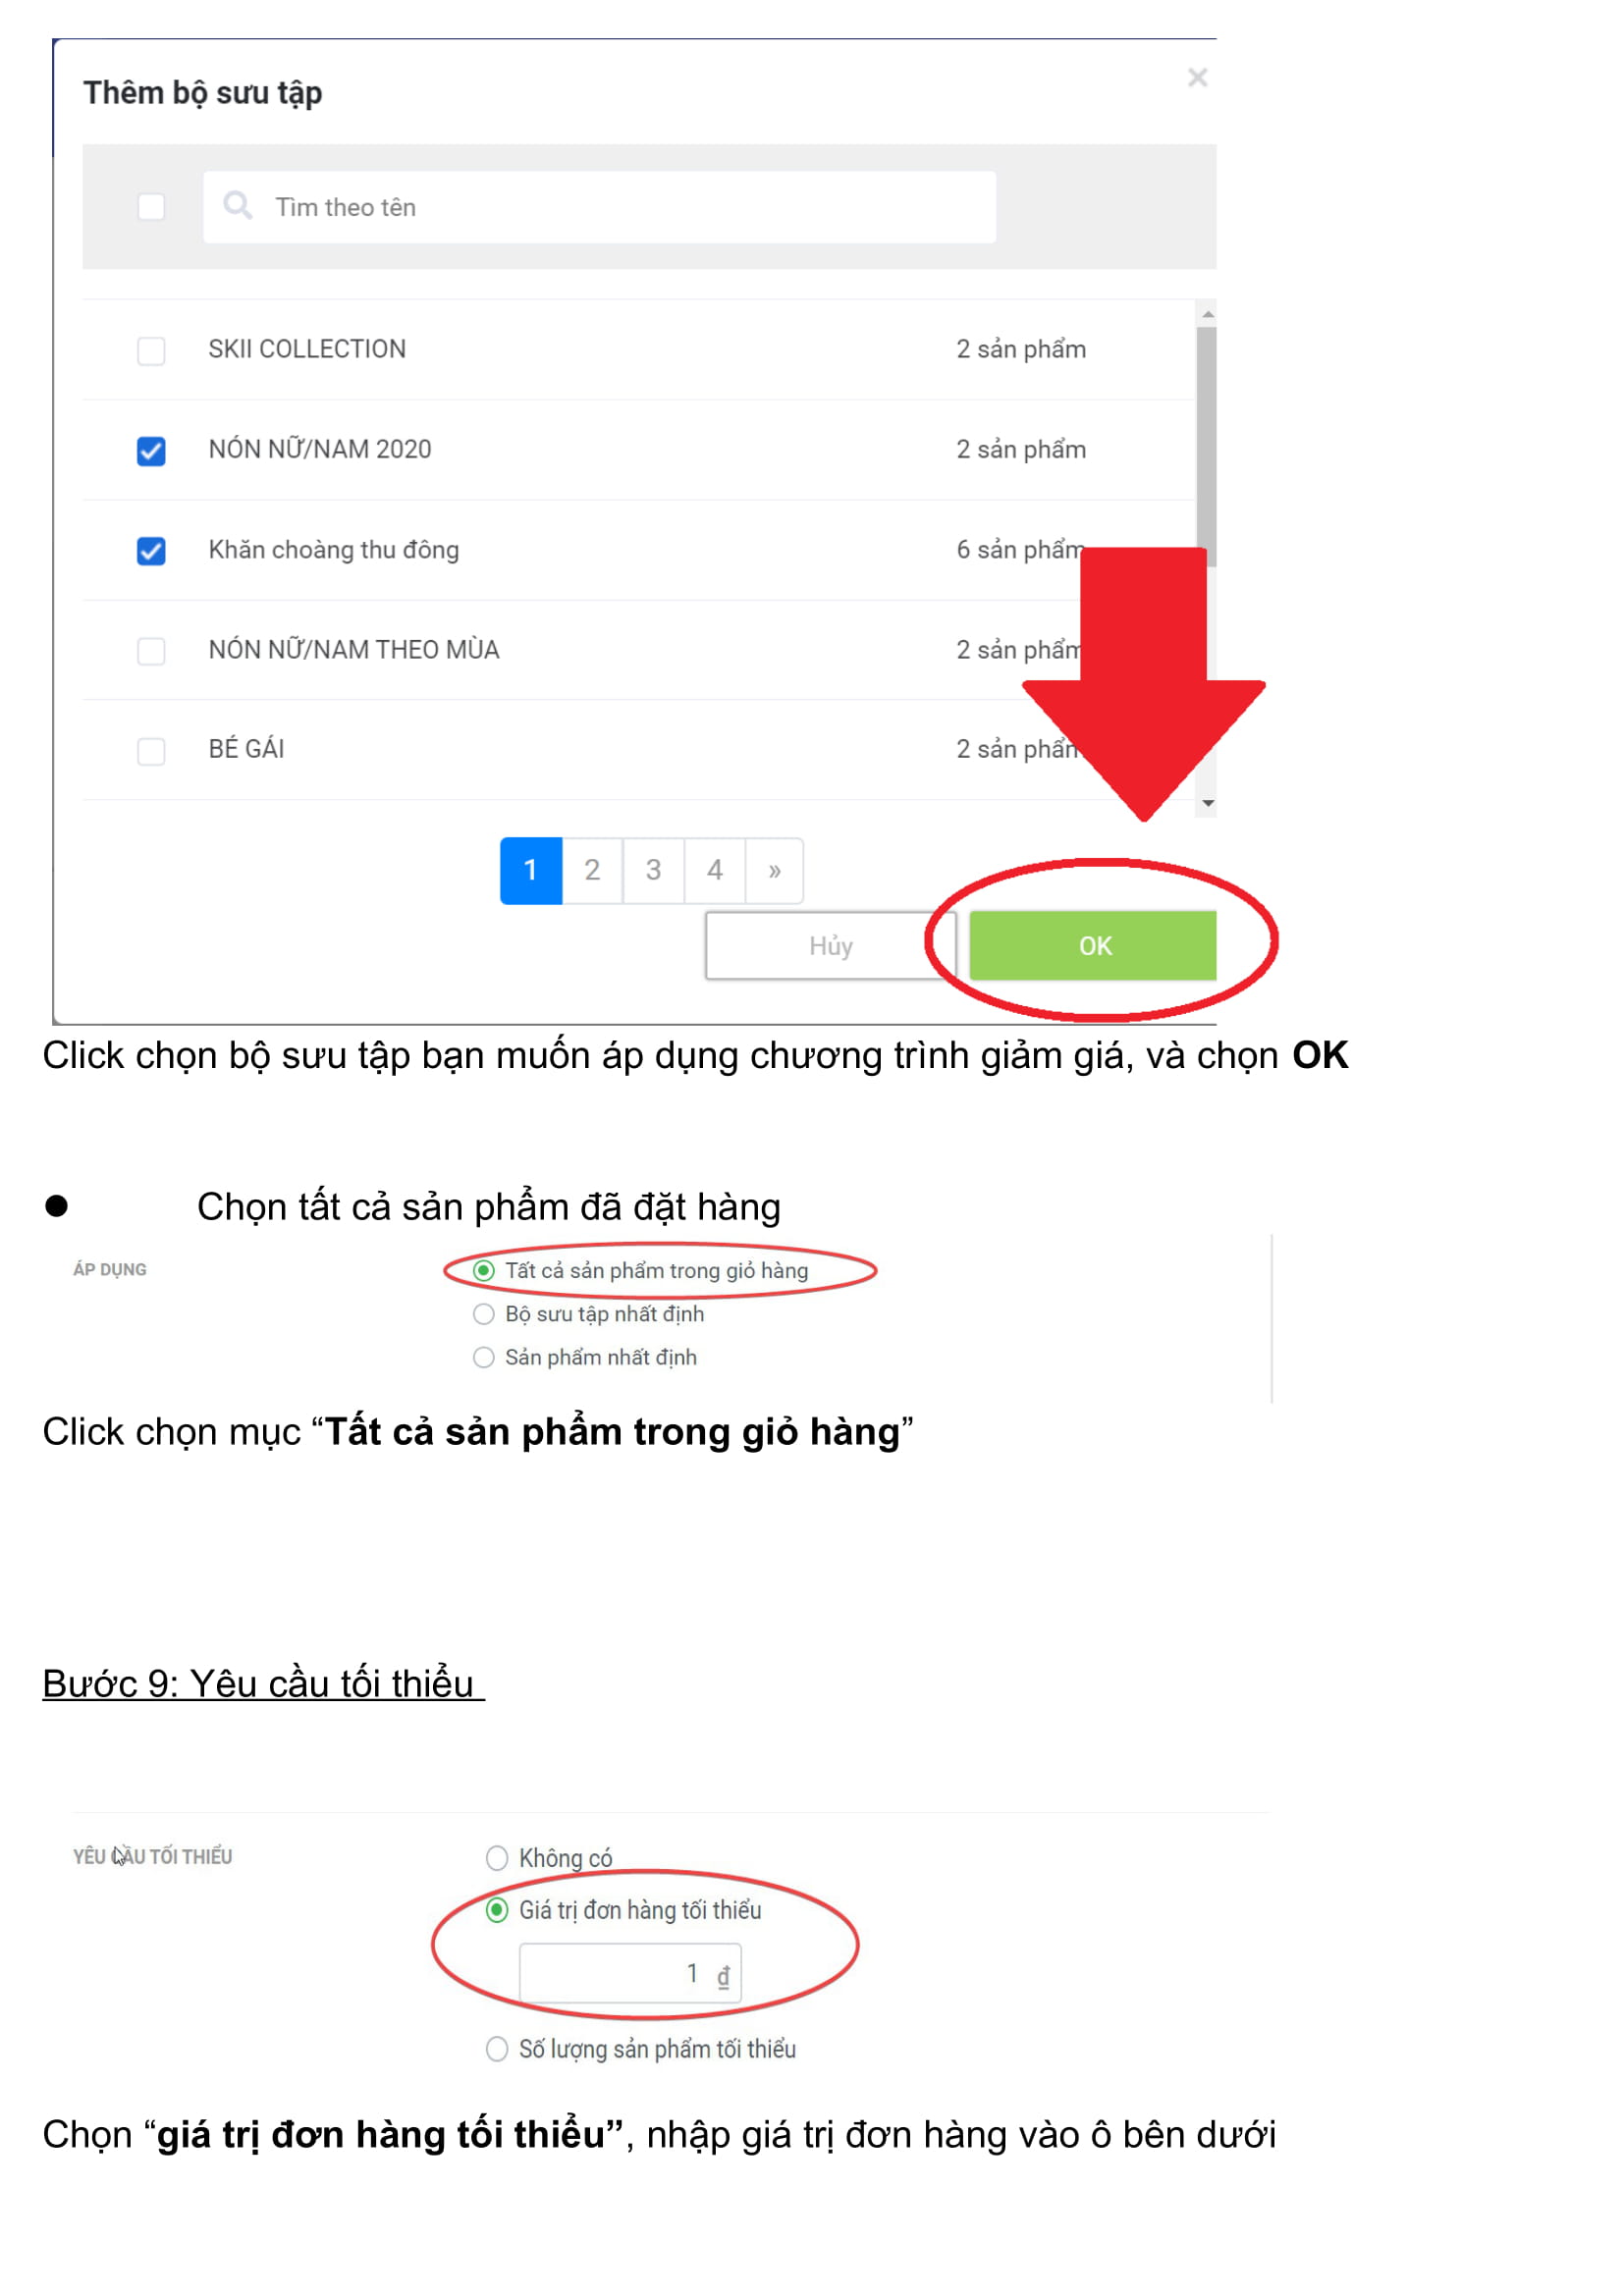 Thêm bộ sưu tập
×
Tìm theo tên
SKII COLLECTION 2 sản phẩm
NÓN NỮ/NAM 2020 2 sản phẩm
Khăn choàng thu đông 6 sản phẩm
NÓN NỮ/NAM THEO MÙA 2 sản phẩm
BÉ GÁI 2 sản phẩm
1 2 3 4 »
Hủy OK
Click chọn bộ sưu tập bạn muốn áp dụng chương trình giảm giá, và chọn OK
● Chọn tất cả sản phẩm đã đặt hàng
ÁP DỤNG Tất cả sản phẩm trong giỏ hàng
Bộ sưu tập nhất định
Sản phẩm nhất định
Click chọn mục “Tất cả sản phẩm trong giỏ hàng”
Bước 9: Yêu cầu tối thiểu
YÊU CẦU TỐI THIỂU Không có
Giá trị đơn hàng tối thiểu
1 đ
Số lượng sản phẩm tối thiểu
Chọn “giá trị đơn hàng tối thiểu”, nhập giá trị đơn hàng vào ô bên dưới